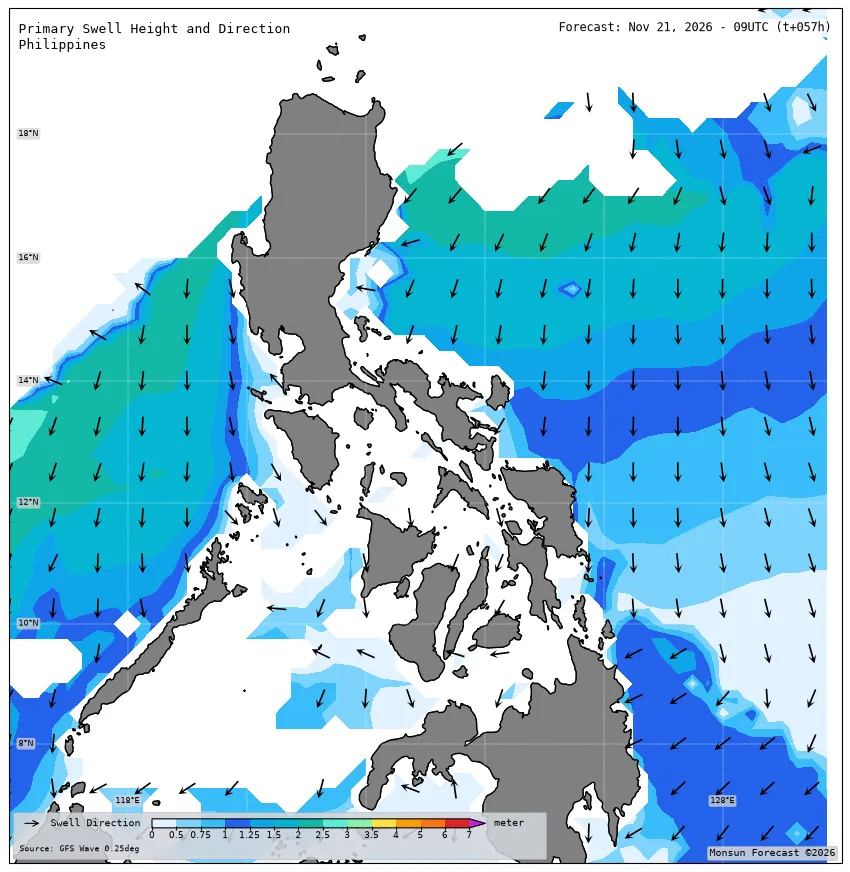 Primary Swell Height and Direction
Philippines
Forecast: Nov 21, 2026 - 09UTC (t+057h)
18°N
16°N
14°N
12°N
10°N
8°N
118°E
128°E
Swell Direction
0 0.5 0.75 1 1.25 1.5 2 2.5 3 3.5 4 5 6 7
meter
Source: GFS Wave 0.25deg
Monsun Forecast ©2026